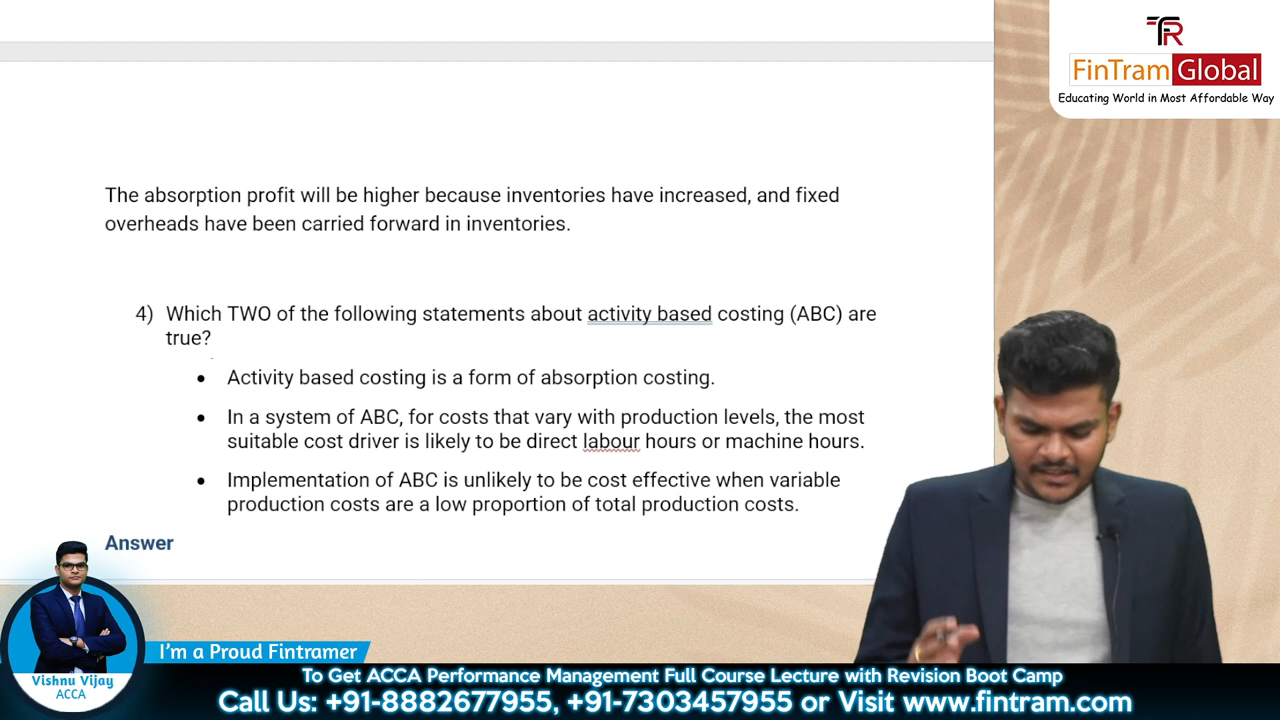 TR
FinTram Global
Educating World in Most Affordable Way
The absorption profit will be higher because inventories have increased, and fixed
overheads have been carried forward in inventories.
4) Which TWO of the following statements about activity based costing (ABC) are
true?
• Activity based costing is a form of absorption costing.
• In a system of ABC, for costs that vary with production levels, the most
suitable cost driver is likely to be direct labour hours or machine hours.
• Implementation of ABC is unlikely to be cost effective when variable
production costs are a low proportion of total production costs.
Answer
I'm a Proud Fintramer
Vishnu Vijay
ACCA
To Get ACCA Performance Management Full Course Lecture with Revision Boot Camp
Call Us: +91-8882677955, +91-7303457955 or Visit www.fintram.com